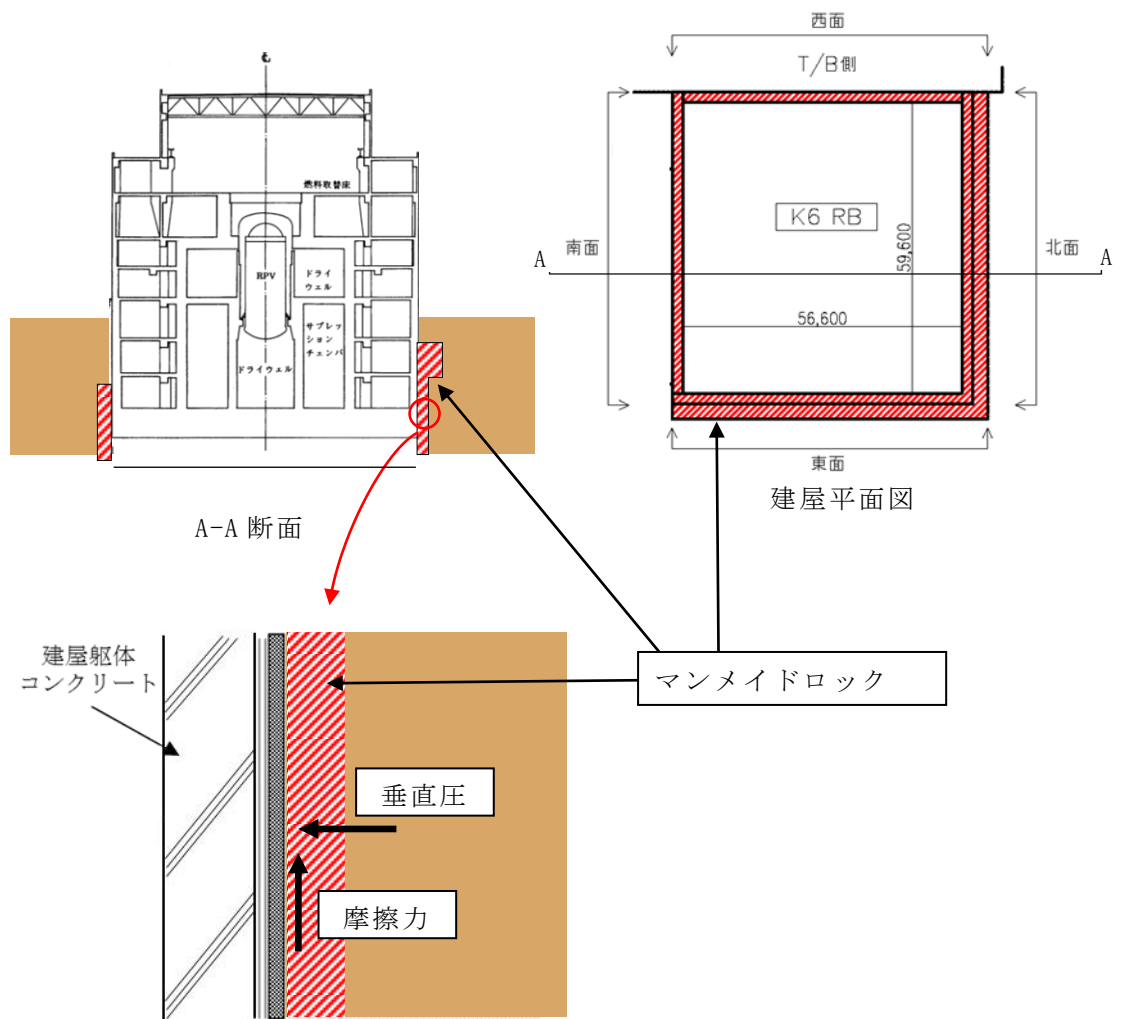 ℄
燃料取替床
RPV
ドライ
ウェル
サプレッ
ション
チェンバ
ドライウェル
A-A 断面
西面
T/B側
K6 RB
59,600
56,600
A
南面
北面
A
東面
建屋平面図
マンメイドロック
建屋躯体
コンクリート
垂直圧
摩擦力